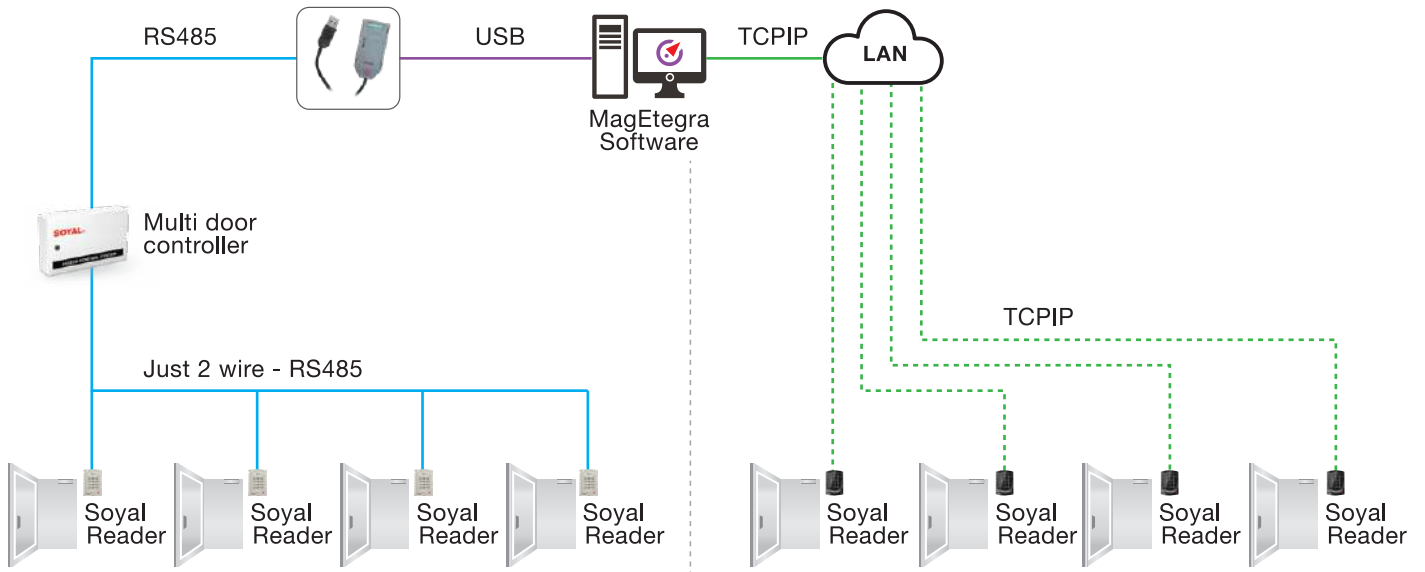 RS485
USB
TCPIP
LAN
MagEtegra
Software
SOYAL
Multi door
controller
TCPIP
Just 2 wire - RS485
Soyal
Reader
Soyal
Reader
Soyal
Reader
Soyal
Reader
Soyal
Reader
Soyal
Reader
Soyal
Reader
Soyal
Reader